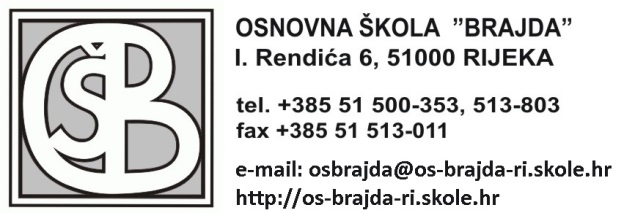 OŠB
OSNOVNA ŠKOLA ”BRAJDA”
I. Rendića 6, 51000 RIJEKA
tel. +385 51 500-353, 513-803
fax +385 51 513-011
e-mail: osbrajda@os-brajda-ri.skole.hr
http://os-brajda-ri.skole.hr